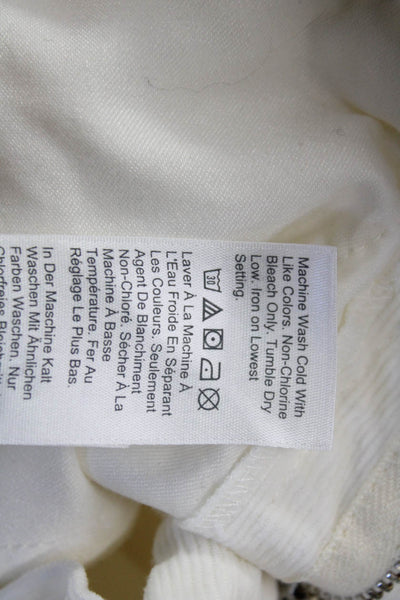 Machine Wash Cold With
Like Colors. Non-Chlorine
Bleach Only. Tumble Dry
Low. Iron on Lowest
Setting.
30
Laver À La Machine À
L'Eau Froide En Séparant
Les Couleurs. Seulement
Agent De Blanchiment
Non-Chloré. Sécher À La
Machine À Basse
Température. Fer Au
Réglage Le Plus Bas.
In Der Maschine Kalt
Waschen Mit Ähnlichen
Farben Waschen. Nur